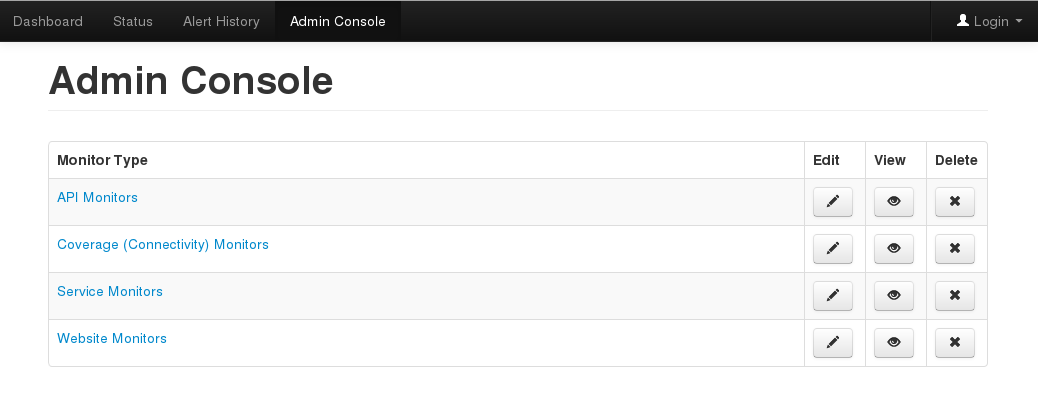 Dashboard Status Alert History Admin Console Login
Admin Console
Monitor Type Edit View Delete
API Monitors
Coverage (Connectivity) Monitors
Service Monitors
Website Monitors